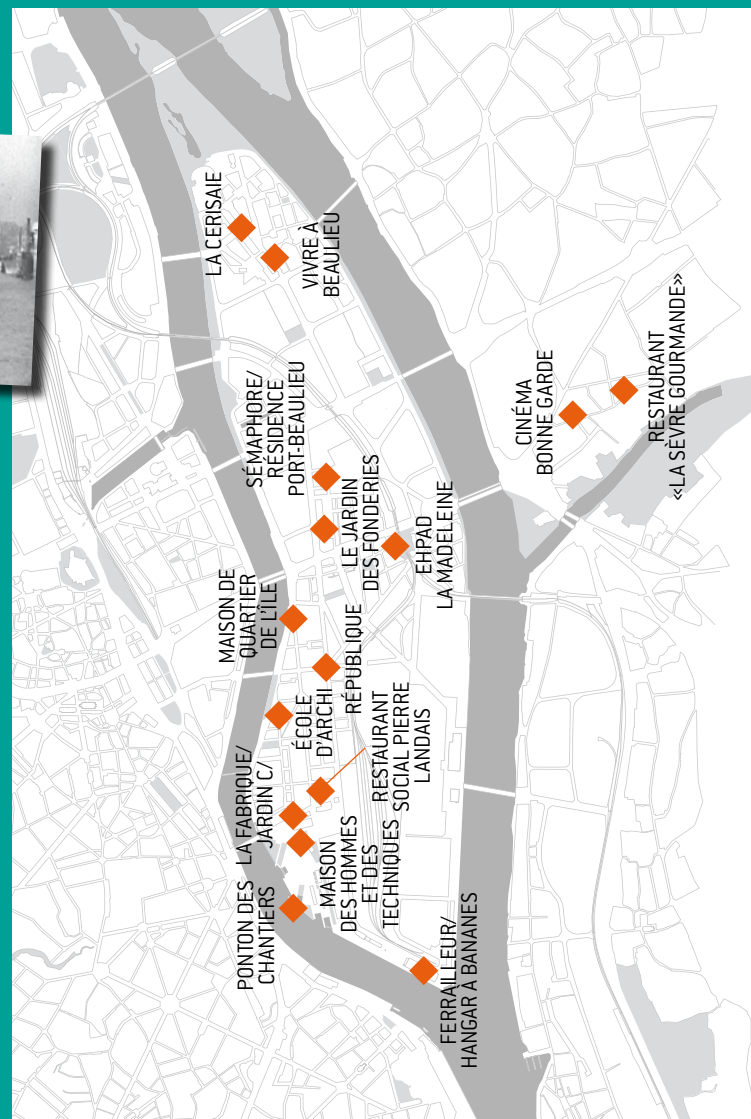 LA CERISAIE
VIVRE À
BEAULIEU
SÉMAPHORE/
RÉSIDENCE
PORT-BEAULIEU
LE JARDIN
DES FONDERIES
EHPAD
LA MADELEINE
CINÉMA
BONNE GARDE
RESTAURANT
«LA SÈVRE GOURMANDE»
MAISON DE
QUARTIER
DE L'ÎLE
RÉPUBLIQUE
ÉCOLE
D'ARCHI
RESTAURANT
SOCIAL PIERRE
LANDAIS
LA FABRIQUE/
JARDIN C/
MAISON
DES HOMMES
ET DES
TECHNIQUES
PONTON DES
CHANTIERS
FERRAILLEUR/
HANGAR À BANANES